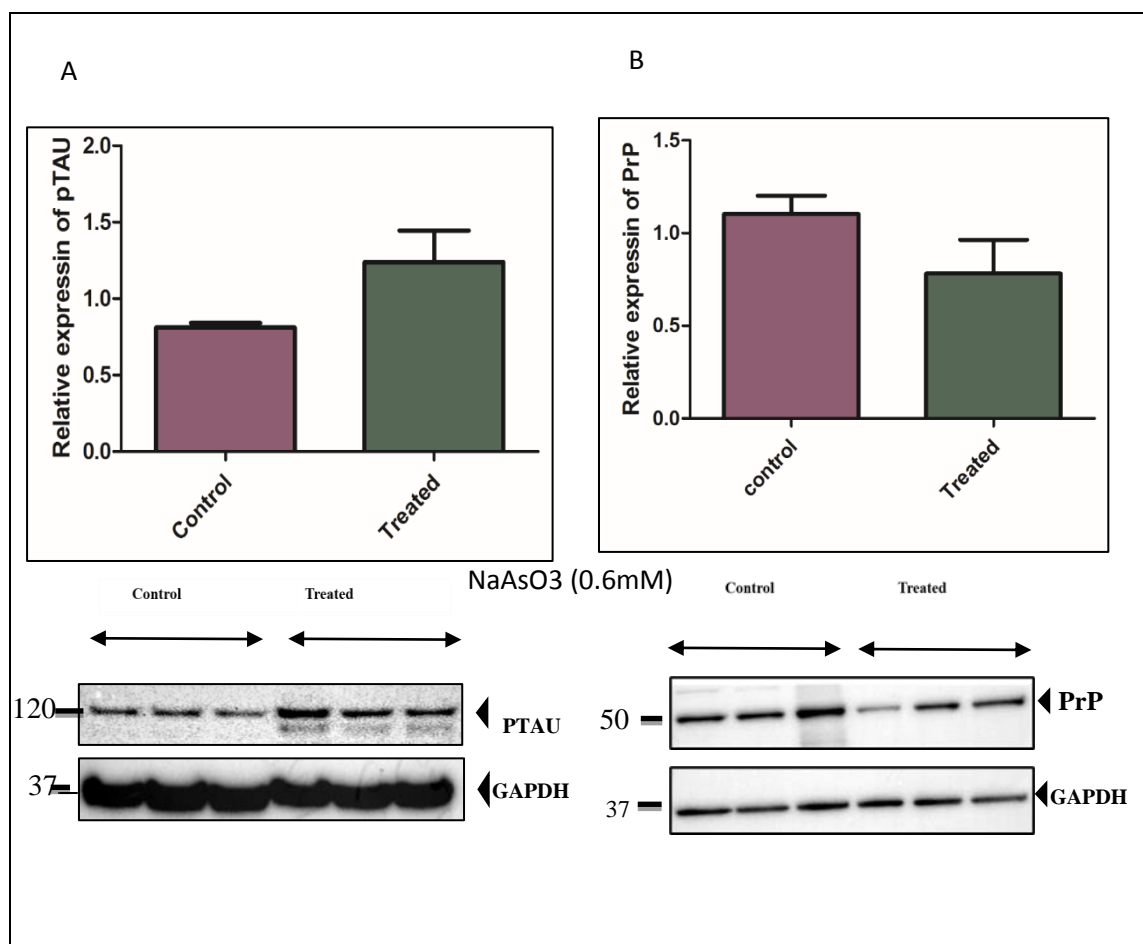 A
B
Relative expressin of pTAU
2.0
1.5
1.0
0.5
0.0
Control
Treated
Relative expressin of PrP
1.5
1.0
0.5
0.0
control
Treated
NaAsO3 (0.6mM)
Control
Treated
120
PTAU
37
GAPDH
Control
Treated
50
PrP
37
GAPDH